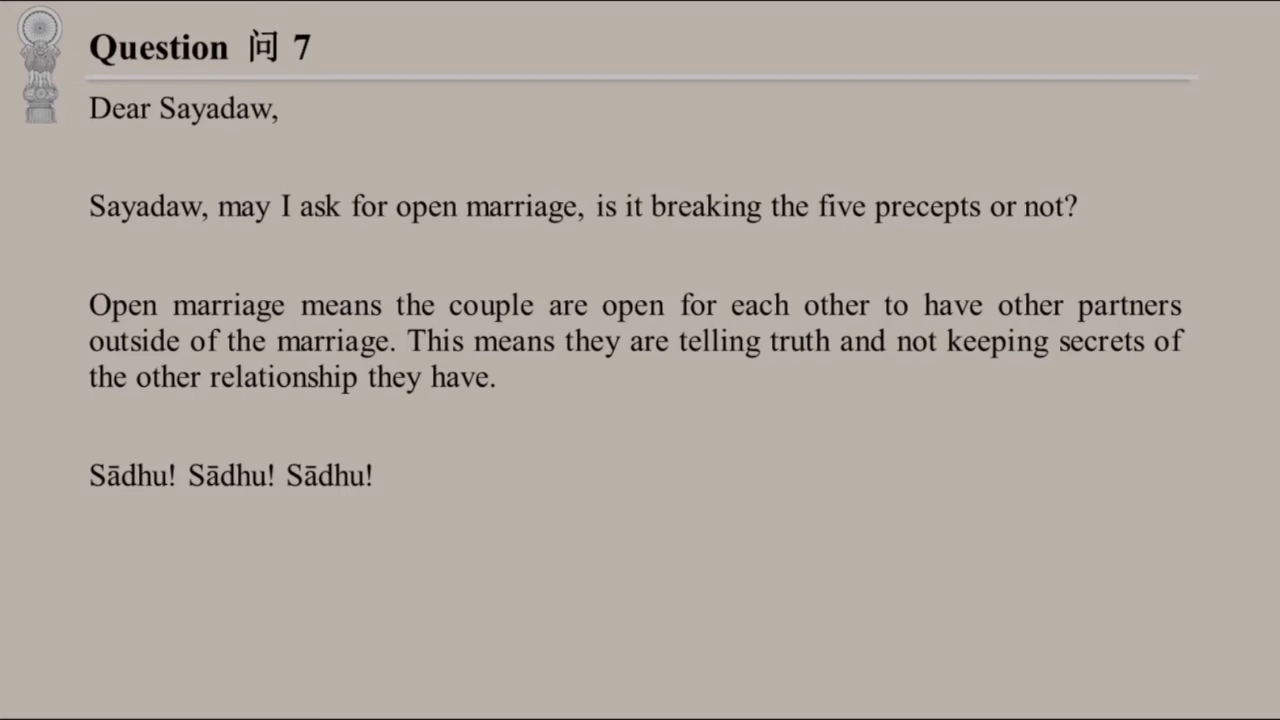 Question 问 7
Dear Sayadaw,
Sayadaw, may I ask for open marriage, is it breaking the five precepts or not?
Open marriage means the couple are open for each other to have other partners
outside of the marriage. This means they are telling truth and not keeping secrets of
the other relationship they have.
Sādhu! Sādhu! Sādhu!